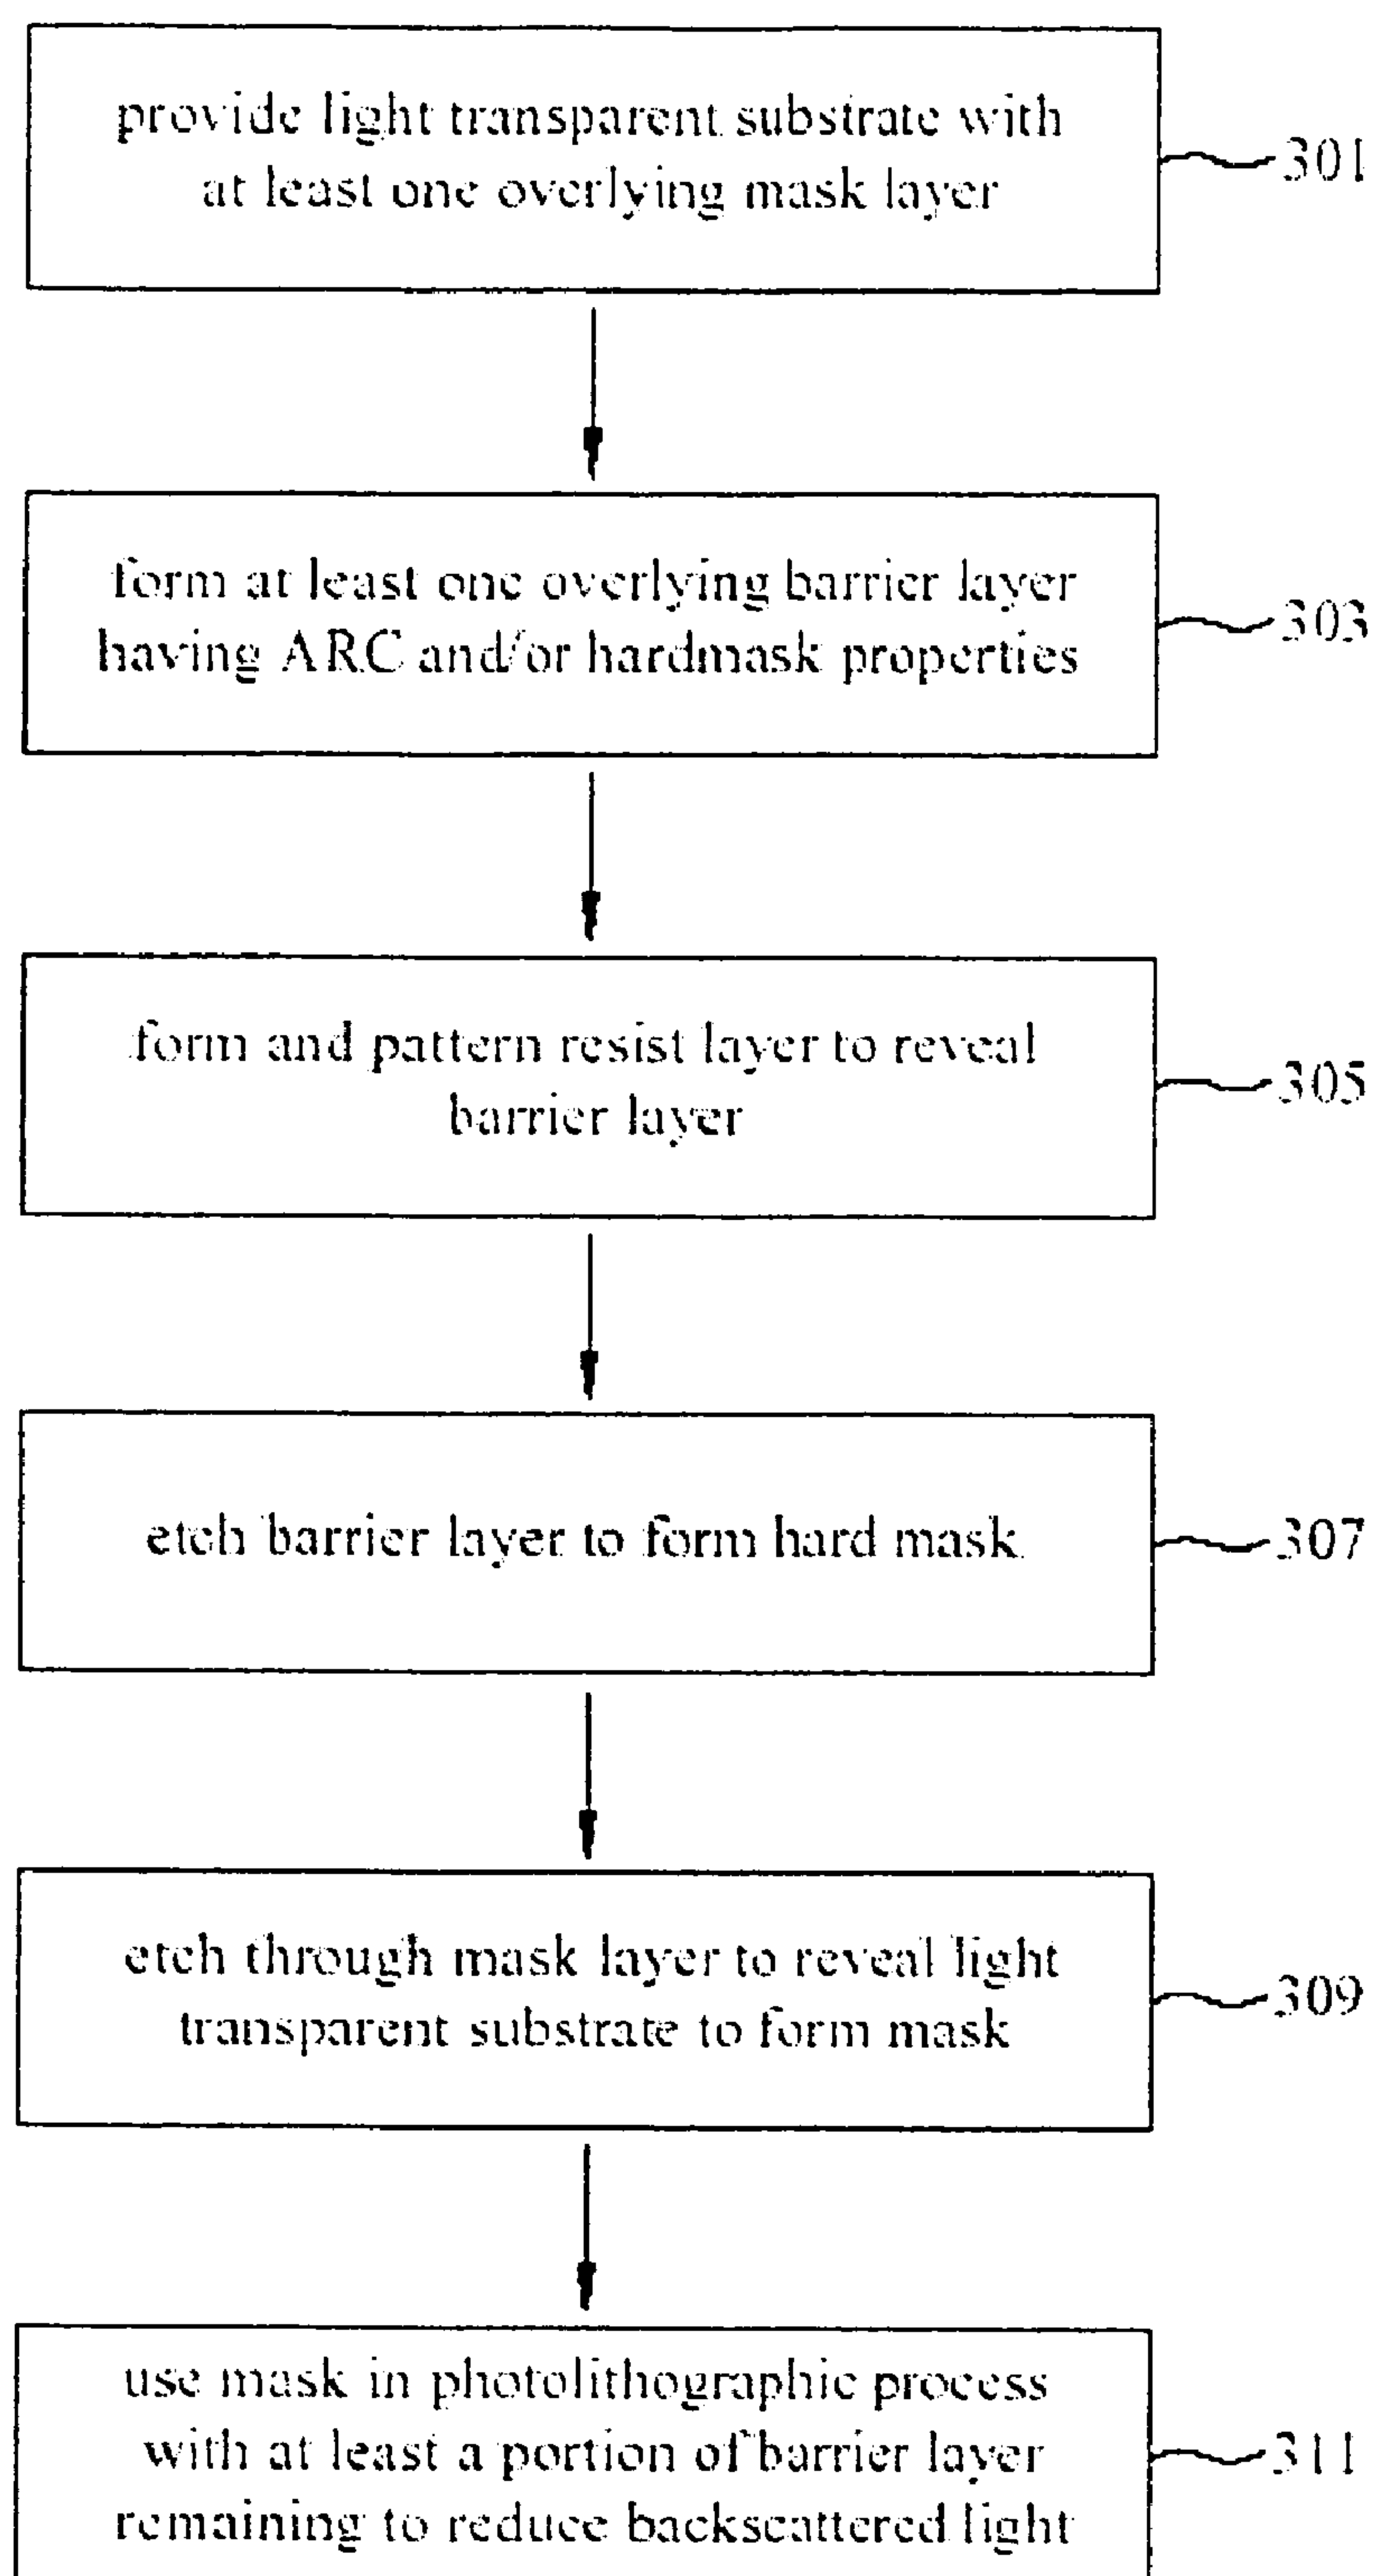 provide light transparent substrate with
at least one overlying mask layer
301
form at least one overlying barrier layer
having ARC and/or hardmask properties
303
form and pattern resist layer to reveal
barrier layer
305
etch barrier layer to form hard mask
307
etch through mask layer to reveal light
transparent substrate to form mask
309
use mask in photolithographic process
with at least a portion of barrier layer
remaining to reduce backscattered light
311